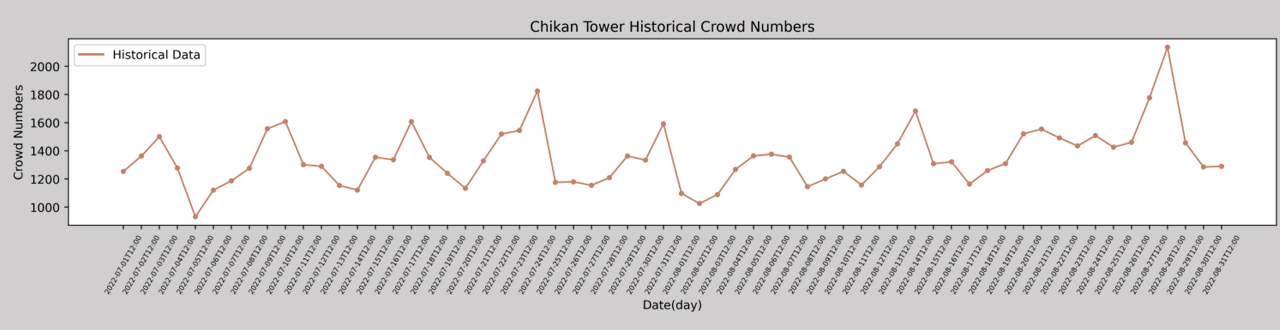 Chikan Tower Historical Crowd Numbers
Historical Data
Crowd Numbers
2000
1800
1600
1400
1200
1000
2022-07-01T12:00
2022-07-02T12:00
2022-07-03T12:00
2022-07-04T12:00
2022-07-05T12:00
2022-07-06T12:00
2022-07-07T12:00
2022-07-08T12:00
2022-07-09T12:00
2022-07-10T12:00
2022-07-11T12:00
2022-07-12T12:00
2022-07-13T12:00
2022-07-14T12:00
2022-07-15T12:00
2022-07-16T12:00
2022-07-17T12:00
2022-07-18T12:00
2022-07-19T12:00
2022-07-20T12:00
2022-07-21T12:00
2022-07-22T12:00
2022-07-23T12:00
2022-07-24T12:00
2022-07-25T12:00
2022-07-26T12:00
2022-07-27T12:00
2022-07-28T12:00
2022-07-29T12:00
2022-07-30T12:00
2022-07-31T12:00
2022-08-01T12:00
2022-08-02T12:00
2022-08-03T12:00
2022-08-04T12:00
2022-08-05T12:00
2022-08-06T12:00
2022-08-07T12:00
2022-08-08T12:00
2022-08-09T12:00
2022-08-10T12:00
2022-08-11T12:00
2022-08-12T12:00
2022-08-13T12:00
2022-08-14T12:00
2022-08-15T12:00
2022-08-16T12:00
2022-08-17T12:00
2022-08-18T12:00
2022-08-19T12:00
2022-08-20T12:00
2022-08-21T12:00
2022-08-22T12:00
2022-08-23T12:00
2022-08-24T12:00
2022-08-25T12:00
2022-08-26T12:00
2022-08-27T12:00
2022-08-28T12:00
2022-08-29T12:00
2022-08-30T12:00
2022-08-31T12:00
Date(day)